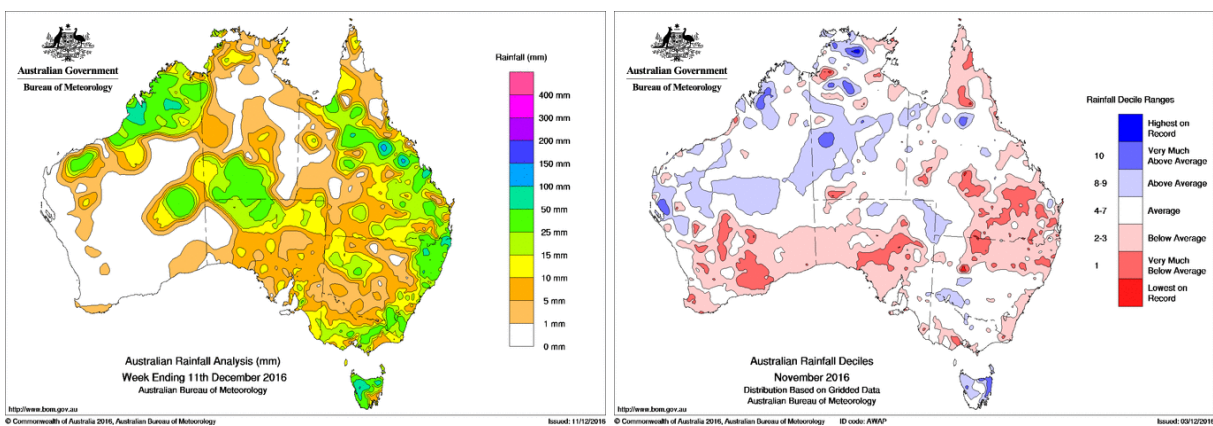 Australian Government
Bureau of Meteorology
Rainfall (mm)
400 mm
300 mm
200 mm
150 mm
100 mm
50 mm
25 mm
15 mm
10 mm
5 mm
1 mm
0 mm
Australian Rainfall Analysis (mm)
Week Ending 11th December 2016
Australian Bureau of Meteorology
http://www.bom.gov.au
© Commonwealth of Australia 2016, Australian Bureau of Meteorology
Issued: 11/12/2016
Australian Government
Bureau of Meteorology
Rainfall Decile Ranges
Highest on
Record
10 Very Much
Above Average
8-9 Above Average
4-7 Average
2-3 Below Average
1 Very Much
Below Average
Lowest on
Record
Australian Rainfall Deciles
November 2016
Distribution Based on Gridded Data
Australian Bureau of Meteorology
http://www.bom.gov.au
© Commonwealth of Australia 2016, Australian Bureau of Meteorology
ID code: AWAP
Issued: 03/12/2016